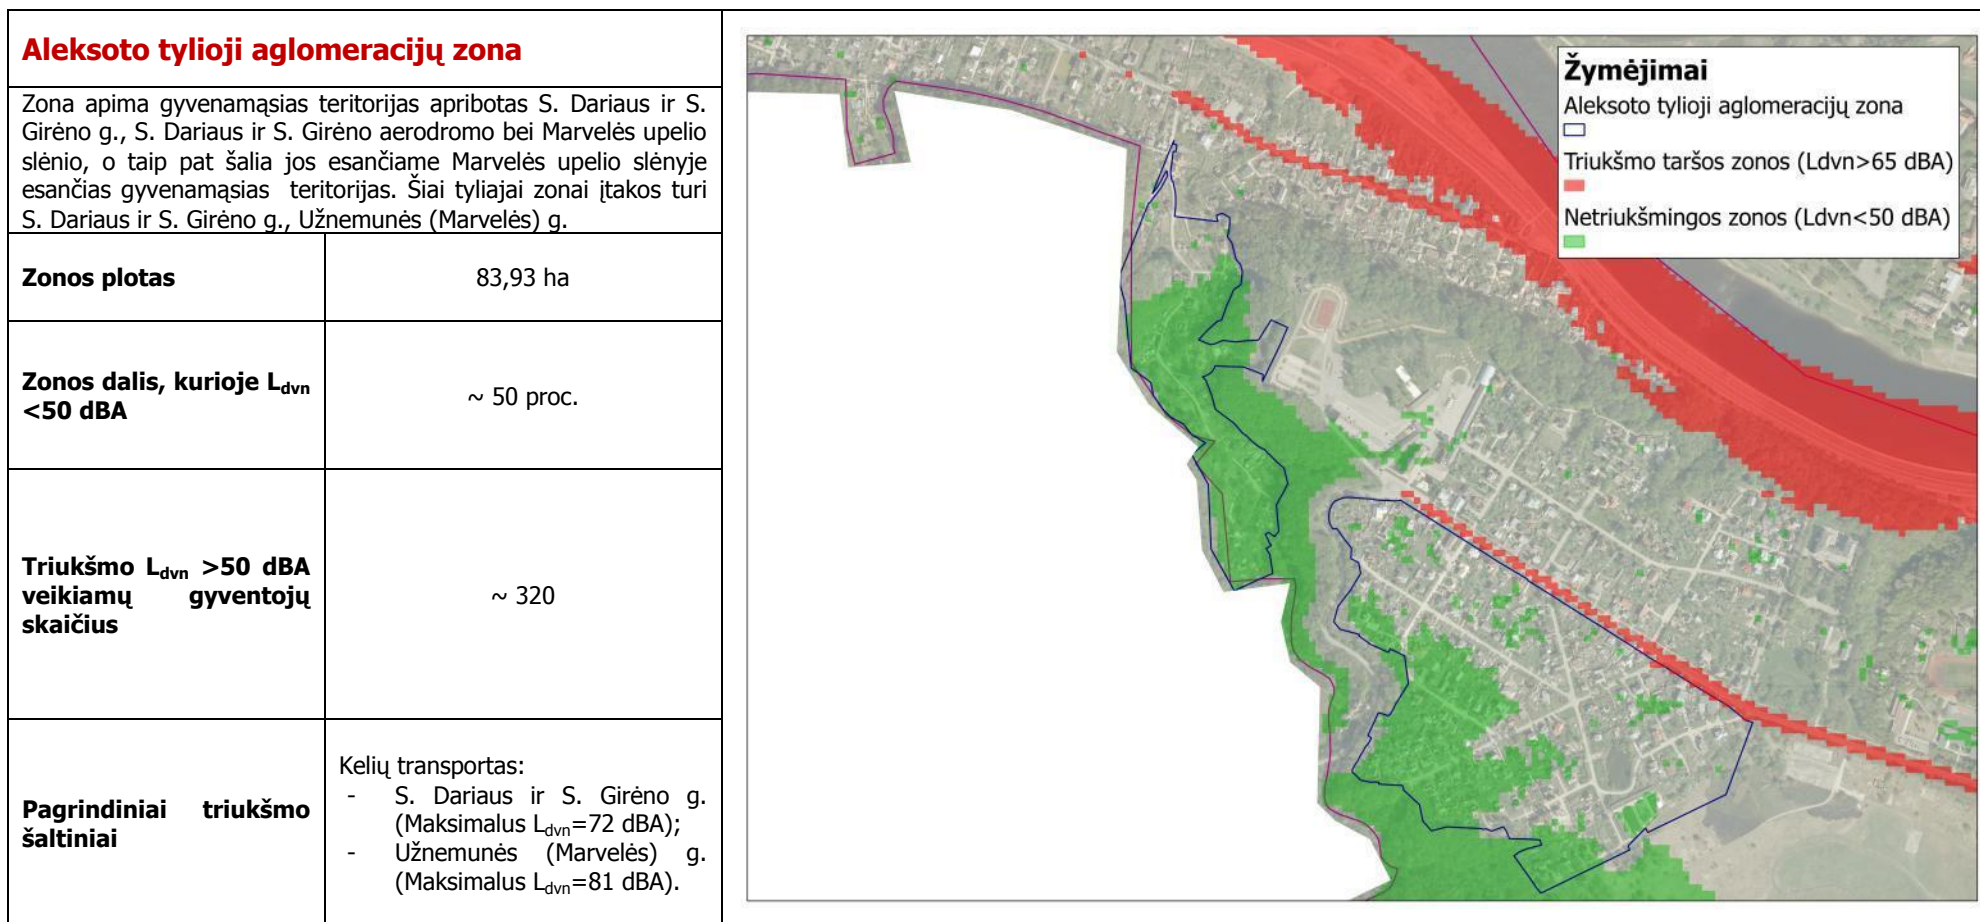 Aleksoto tylioji aglomeracijų zona
Zona apima gyvenamąsias teritorijas apribotas S. Dariaus ir S.
Girėno g., S. Dariaus ir S. Girėno aerodromo bei Marvelės upelio
slėnio, o taip pat šalia jos esančiame Marvelės upelio slėnyje
esančias gyvenamąsias teritorijas. Šiai tyliajai zonai įtakos turi
S. Dariaus ir S. Girėno g., Užnemunės (Marvelės) g.
Zonos plotas
83,93 ha
Zonos dalis, kurioje Ldvn
<50 dBA
~ 50 proc.
Triukšmo Ldvn >50 dBA
veikiamų gyventojų
skaičius
~ 320
Pagrindiniai triukšmo
šaltiniai
Kelių transportas:
- S. Dariaus ir S. Girėno g.
(Maksimalus Ldvn=72 dBA);
- Užnemunės (Marvelės) g.
(Maksimalus Ldvn=81 dBA).
Žymėjimai
Aleksoto tylioji aglomeracijų zona
Triukšmo taršos zonos (Ldvn>65 dBA)
Netriukšmingos zonos (Ldvn<50 dBA)